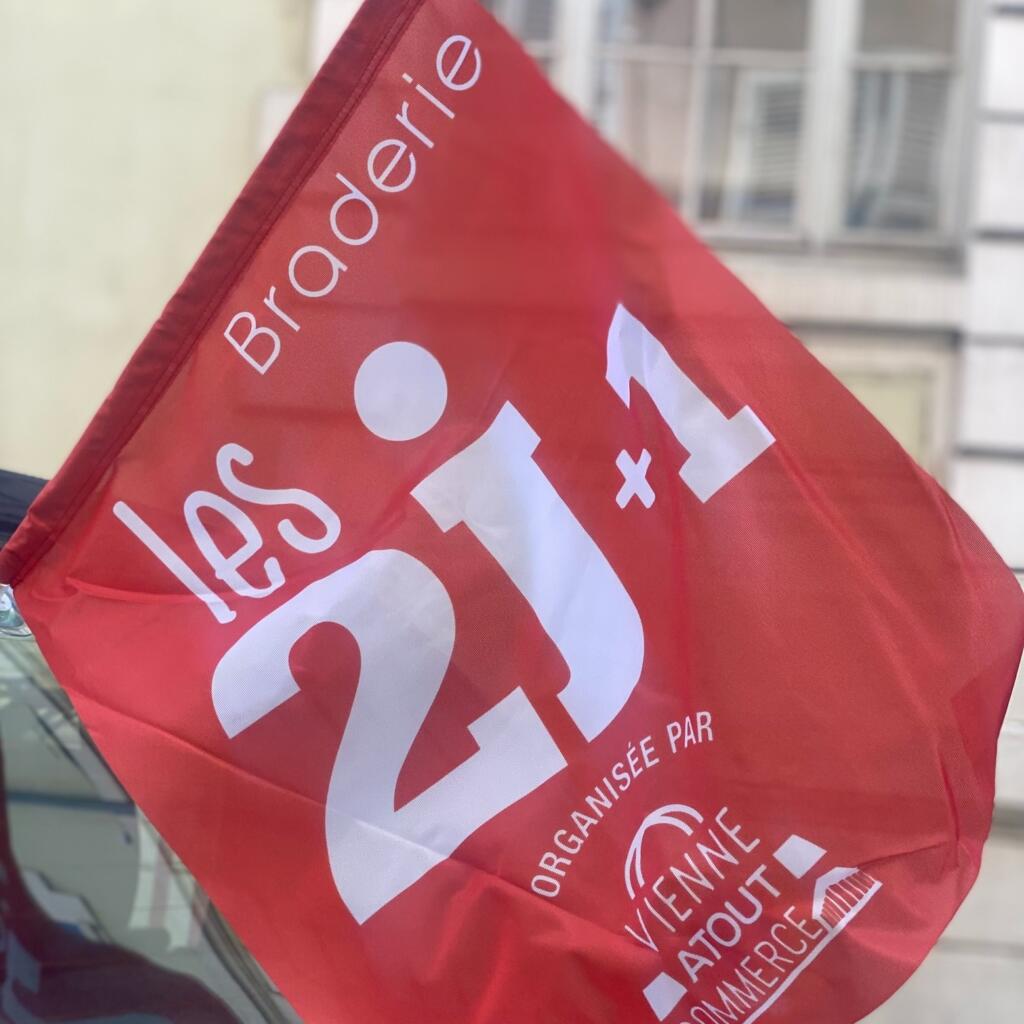 Braderie
les
2J+1
ORGANISÉE PAR
VIENNE
ATOUT
COMMERCE